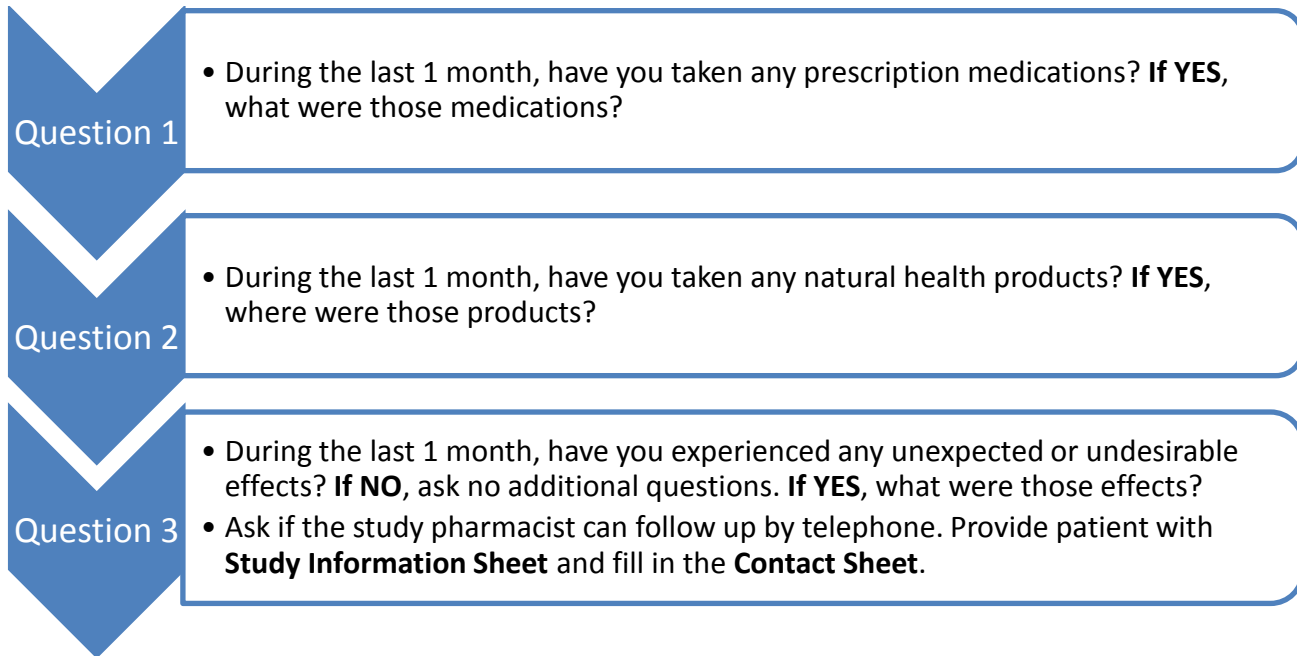 Question 1
• During the last 1 month, have you taken any prescription medications? If YES,
what were those medications?
Question 2
• During the last 1 month, have you taken any natural health products? If YES,
where were those products?
Question 3
• During the last 1 month, have you experienced any unexpected or undesirable
effects? If NO, ask no additional questions. If YES, what were those effects?
• Ask if the study pharmacist can follow up by telephone. Provide patient with
Study Information Sheet and fill in the Contact Sheet.